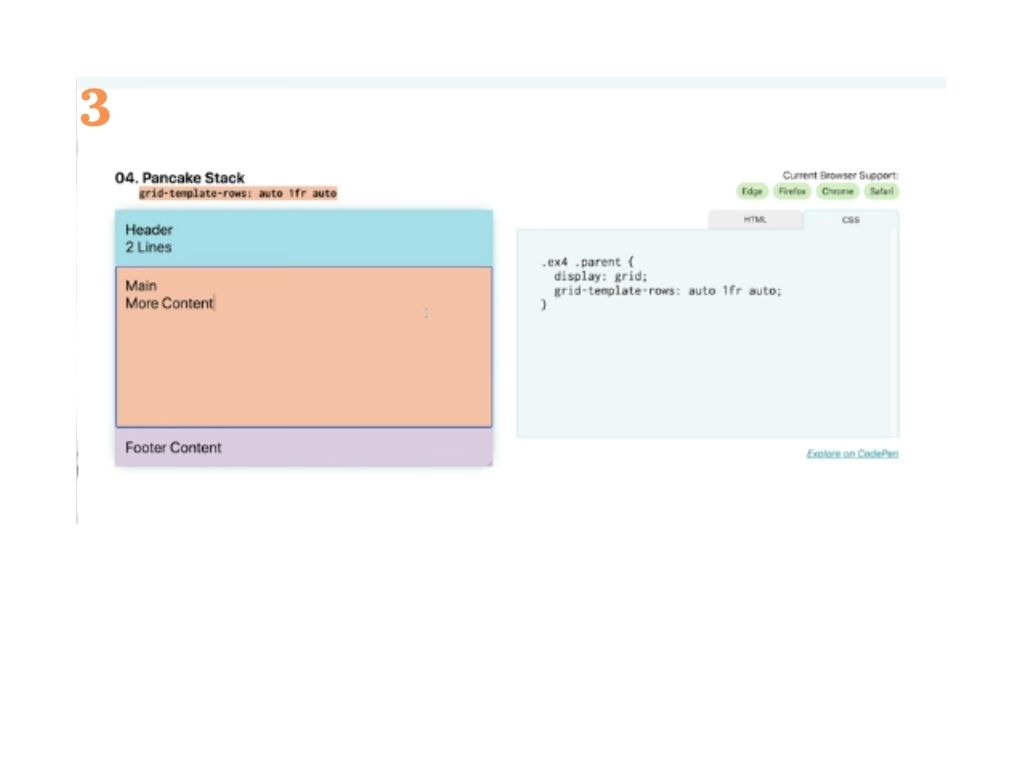 3
04. Pancake Stack
grid-template-rows: auto 1fr auto
Header
2 Lines
Main
More Content
Footer Content
Current Browser Support:
Edge Firefox Chrome Safari
HTML CSS
.ex4 .parent {
display: grid;
grid-template-rows: auto 1fr auto;
}
Explore on CodePen